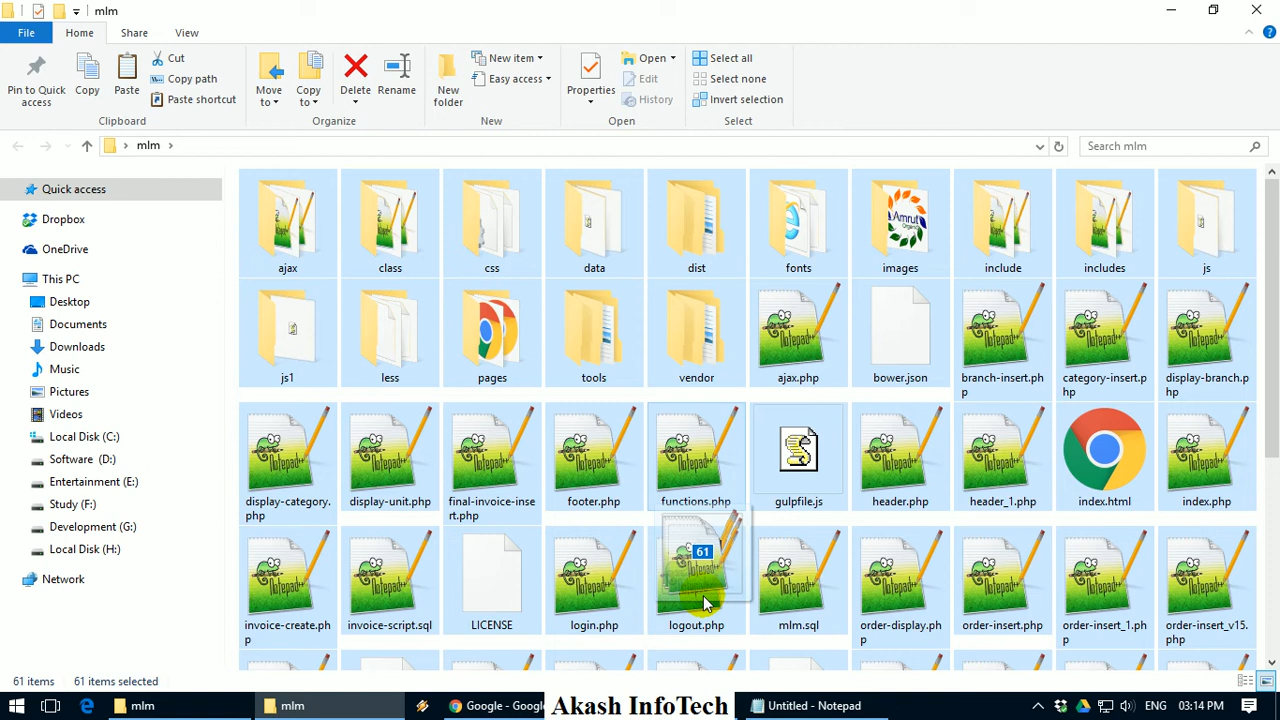 mlm
File Home Share View
Pin to Quick access
Copy
Paste
Cut
Copy path
Paste shortcut
Clipboard
Move to
Copy to
Delete
Rename
Organize
New folder
New item
Easy access
New
Properties
Open
Edit
History
Open
Select all
Select none
Invert selection
Select
mlm
Search mlm
Quick access
Dropbox
OneDrive
This PC
Desktop
Documents
Downloads
Music
Pictures
Videos
Local Disk (C:)
Software (D:)
Entertainment (E:)
Study (F:)
Development (G:)
Local Disk (H:)
Network
Amrut
ajax class css data dist fonts images include includes js
js1 less pages tools vendor ajax.php bower.json branch-insert.php category-insert.php display-branch.php
display-category.php display-unit.php final-invoice-insert.php footer.php functions.php gulpfile.js header.php header_1.php index.html index.php
61
invoice-create.php invoice-script.sql LICENSE login.php logout.php mlm.sql order-display.php order-insert.php order-insert_1.php order-insert_v15.php
61 items 61 items selected
mlm
mlm
Google - Goog
Akash InfoTech
Untitled - Notepad
ENG 03:14 PM